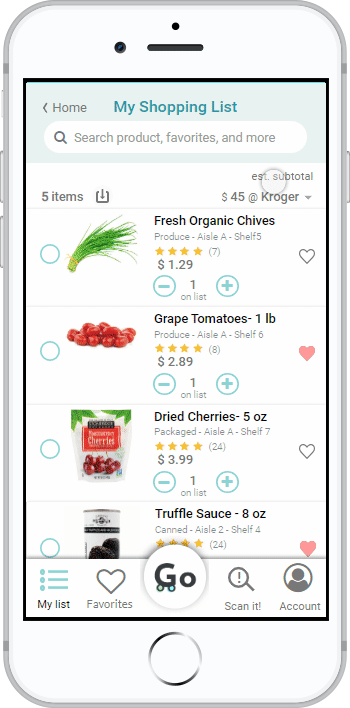 Home
My Shopping List
Search product, favorites, and more
est. subtotal
5 items
$ 45 @ Kroger
Fresh Organic Chives
Produce - Aisle A - Shelf5
(7)
$ 1.29
1
on list
Grape Tomatoes- 1 lb
Produce - Aisle A - Shelf 6
(8)
$ 2.89
1
on list
Dried Cherries- 5 oz
Packaged - Aisle A - Shelf 7
(24)
$ 3.99
1
on list
Cherries
Truffle Sauce - 8 oz
Canned - Aisle 2 - Shelf 4
(24)
My list
Favorites
Go
Scan it!
Account